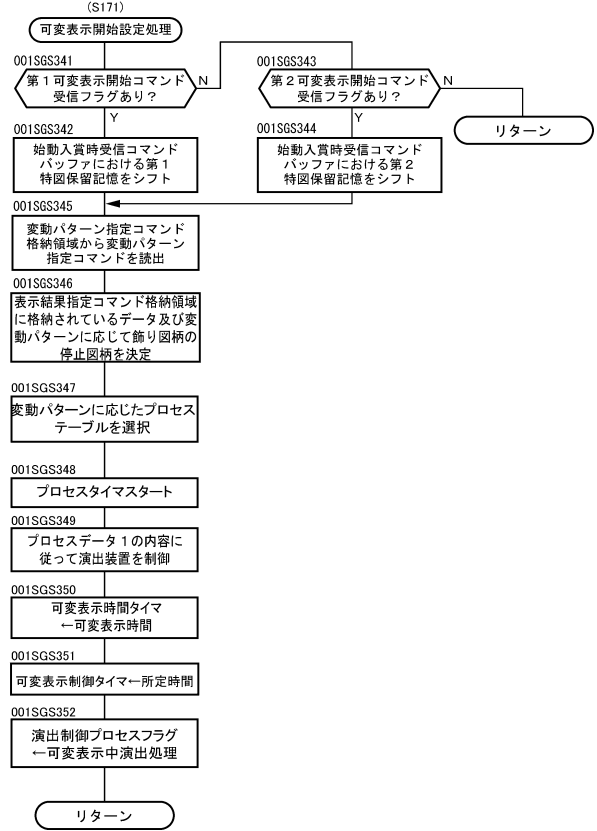 (S171)
可変表示開始設定処理
001SGS341
第1可変表示開始コマンド
受信フラグあり?
N
Y
001SGS343
第2可変表示開始コマンド
受信フラグあり?
N
Y
リターン
001SGS342
始動入賞時受信コマンド
バッファにおける第1
特図保留記憶をシフト
001SGS344
始動入賞時受信コマンド
バッファにおける第2
特図保留記憶をシフト
001SGS345
変動パターン指定コマンド
格納領域から変動パターン
指定コマンドを読出
001SGS346
表示結果指定コマンド格納領域
に格納されているデータ及び変
動パターンに応じて飾り図柄の
停止図柄を決定
001SGS347
変動パターンに応じたプロセス
テーブルを選択
001SGS348
プロセスタイマスタート
001SGS349
プロセスデータ1の内容に
従って演出装置を制御
001SGS350
可変表示時間タイマ
←可変表示時間
001SGS351
可変表示制御タイマ←所定時間
001SGS352
演出制御プロセスフラグ
←可変表示中演出処理
リターン